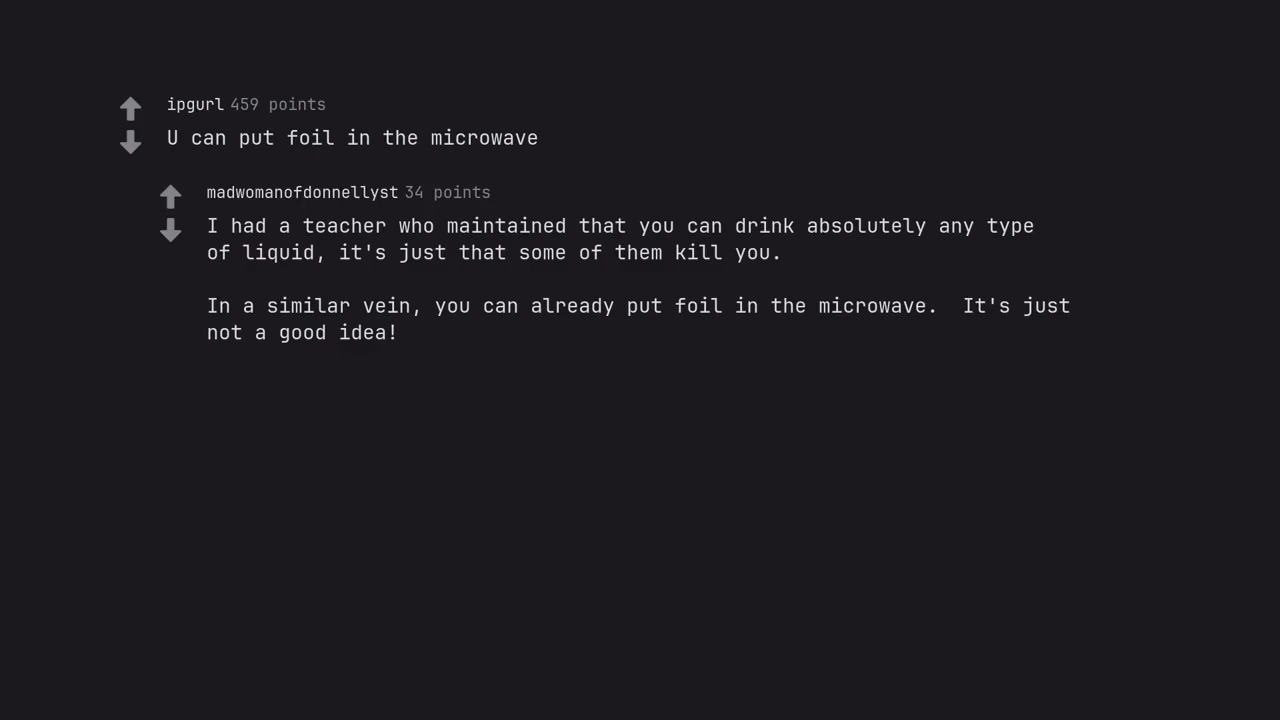 ipgurl 459 points
U can put foil in the microwave
madwomanofdonnellyst 34 points
I had a teacher who maintained that you can drink absolutely any type
of liquid, it's just that some of them kill you.
In a similar vein, you can already put foil in the microwave.  It's just
not a good idea!